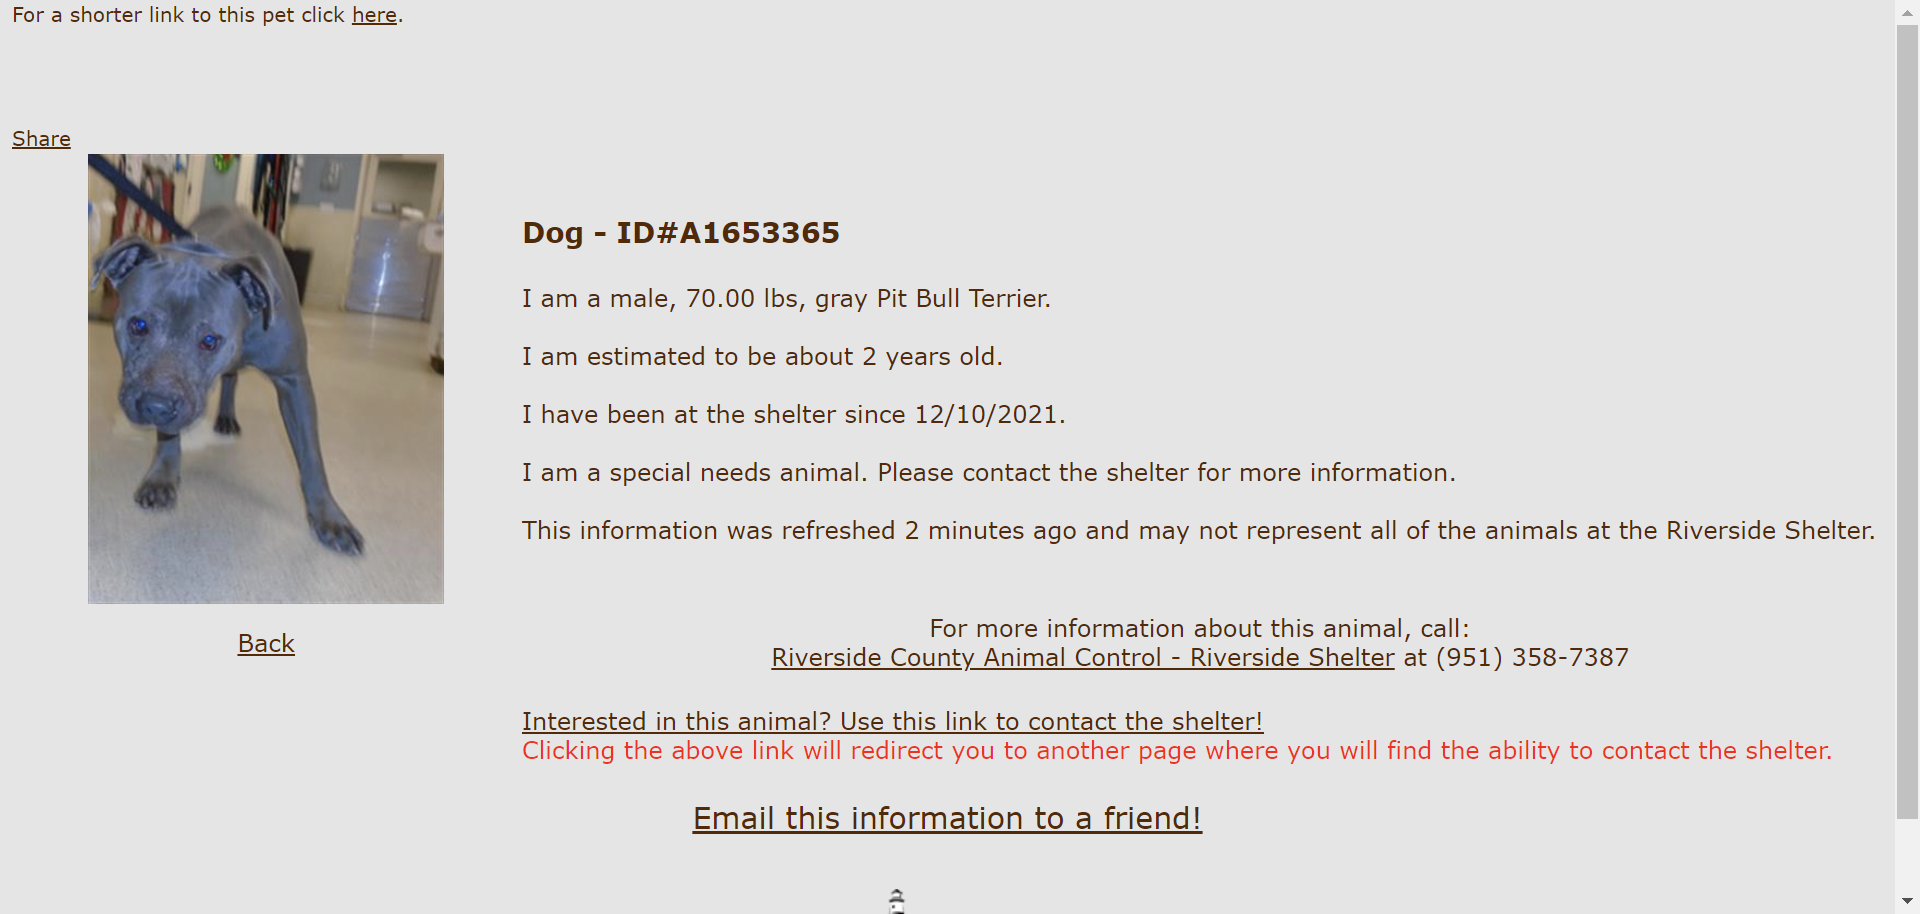 For a shorter link to this pet click here.
Share
Dog - ID#A1653365
I am a male, 70.00 lbs, gray Pit Bull Terrier.
I am estimated to be about 2 years old.
I have been at the shelter since 12/10/2021.
I am a special needs animal. Please contact the shelter for more information.
This information was refreshed 2 minutes ago and may not represent all of the animals at the Riverside Shelter.
Back
For more information about this animal, call:
Riverside County Animal Control - Riverside Shelter at (951) 358-7387
Interested in this animal? Use this link to contact the shelter!
Clicking the above link will redirect you to another page where you will find the ability to contact the shelter.
Email this information to a friend!